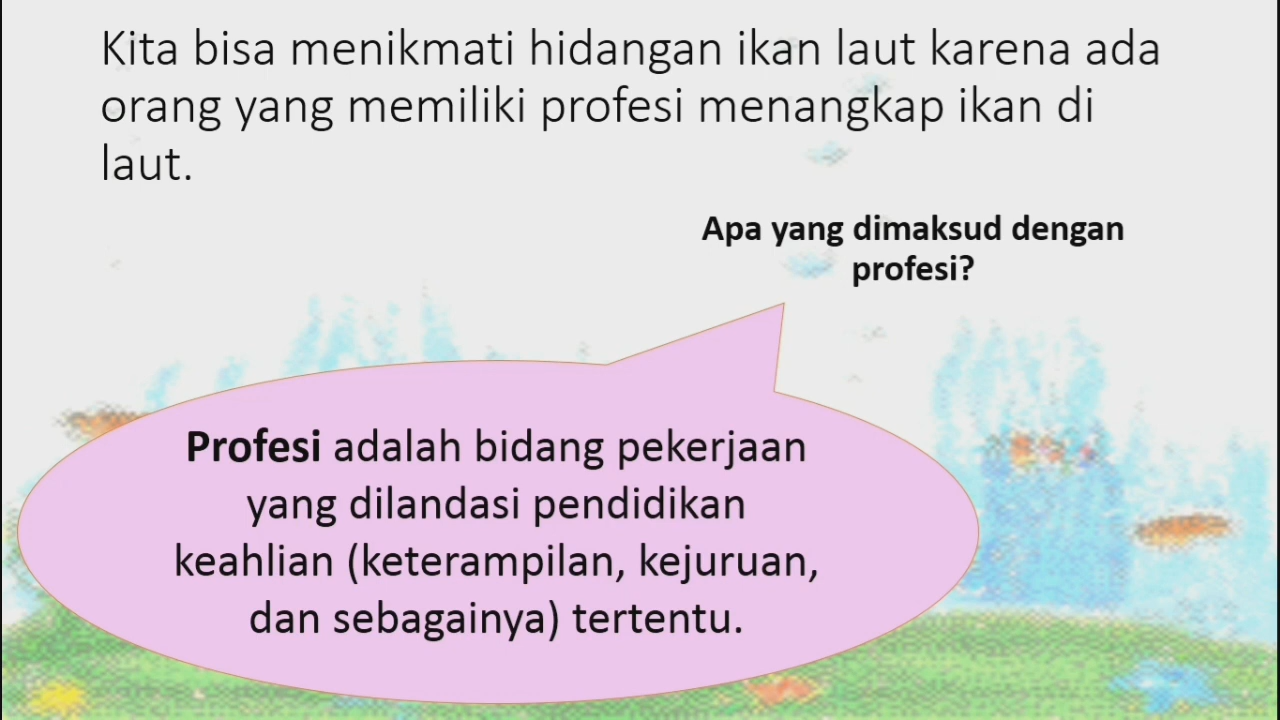 Kita bisa menikmati hidangan ikan laut karena ada
orang yang memiliki profesi menangkap ikan di
laut.
Apa yang dimaksud dengan
profesi?
Profesi adalah bidang pekerjaan
yang dilandasi pendidikan
keahlian (keterampilan, kejuruan,
dan sebagainya) tertentu.